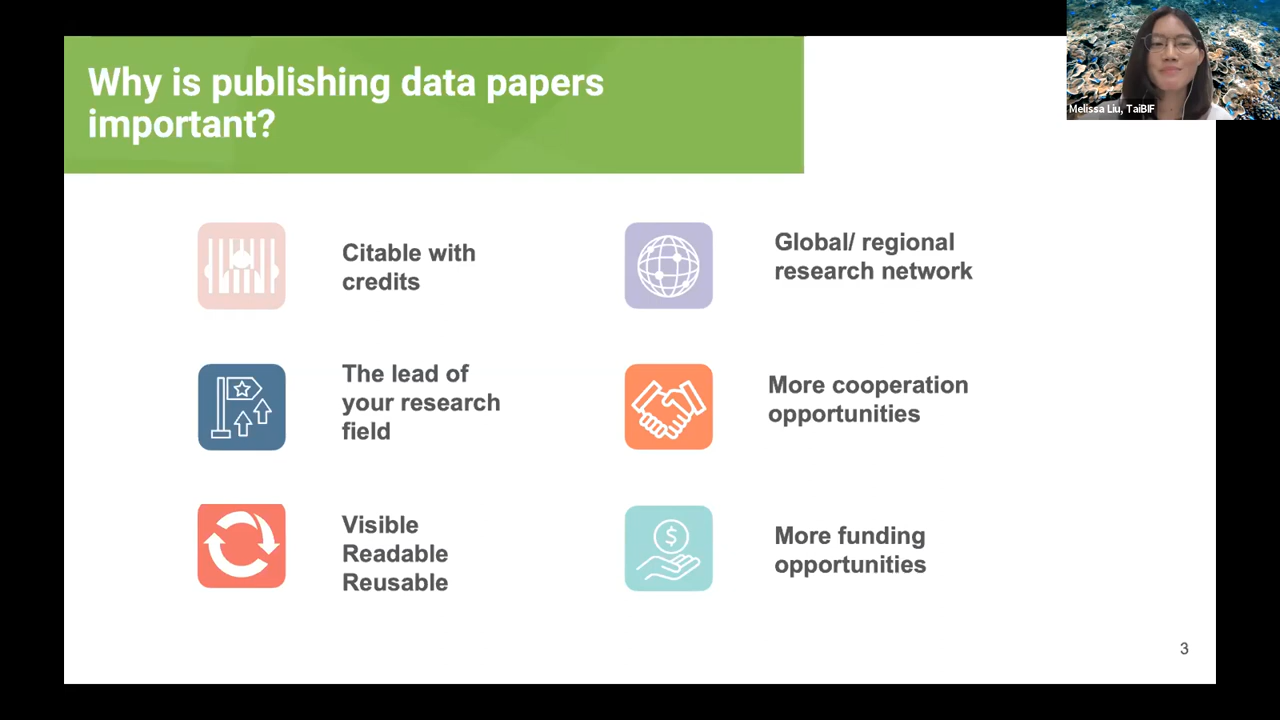 Why is publishing data papers
important?
Melissa Liu, TaiBIF
Citable with
credits
Global/ regional
research network
The lead of
your research
field
More cooperation
opportunities
Visible
Readable
Reusable
$
More funding
opportunities
3